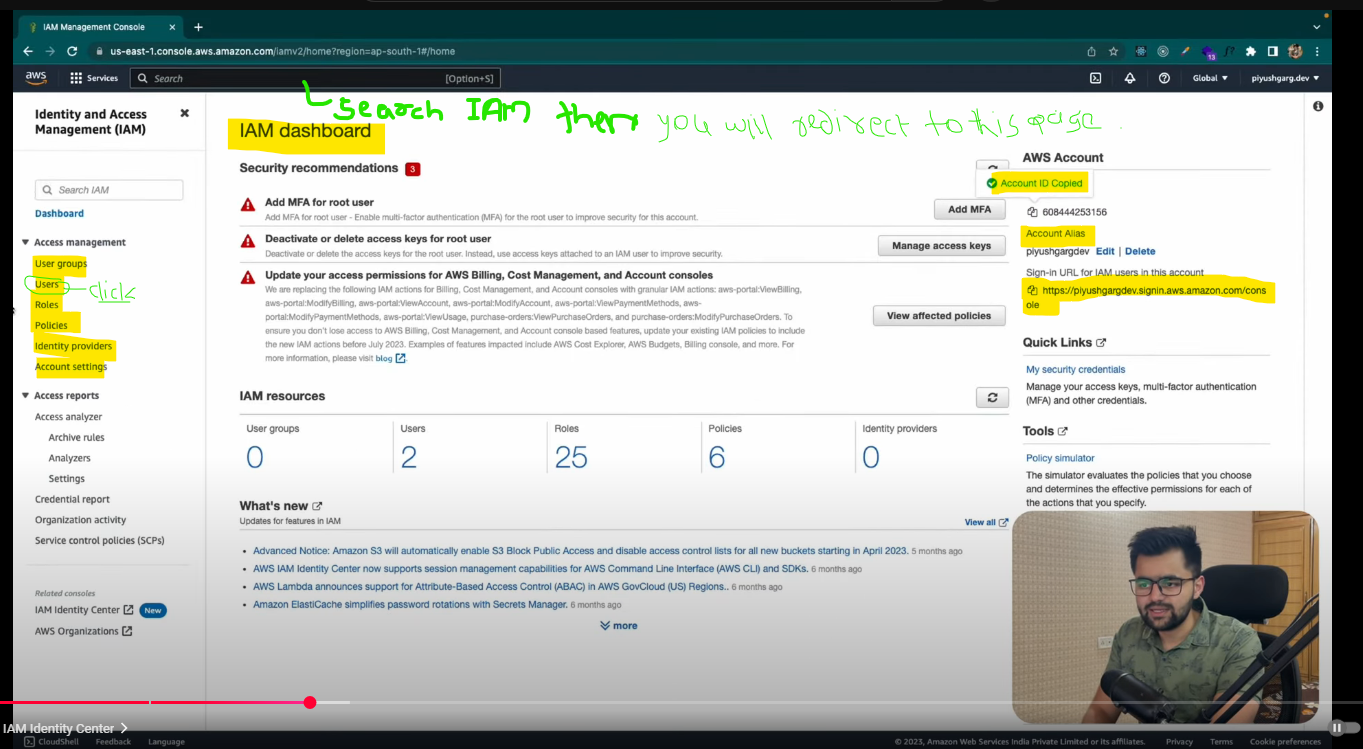 IAM Management Console
us-east-1.console.aws.amazon.com/iamv2/home?region=ap-south-1#/home
13
aws
Services
Search
[Option+S]
Global
piyushgarg.dev
search IAM then you will redirect to this page.
Identity and Access
Management (IAM)
Search IAM
Dashboard
Access management
User groups
Users
click
Roles
Policies
Identity providers
Account settings
Access reports
Access analyzer
Archive rules
Analyzers
Settings
Credential report
Organization activity
Service control policies (SCPs)
Related consoles
IAM Identity Center
New
AWS Organizations
IAM dashboard
Security recommendations
3
Add MFA for root user
Add MFA for root user - Enable multi-factor authentication (MFA) for the root user to improve security for this account.
Add MFA
Deactivate or delete access keys for root user
Deactivate or delete the access keys for the root user. Instead, use access keys attached to an IAM user to improve security.
Manage access keys
Update your access permissions for AWS Billing, Cost Management, and Account consoles
We are replacing the following IAM actions for Billing, Cost Management, and Account consoles with granular IAM actions: aws-portal:ViewBilling,
aws-portal:ModifyBilling, aws-portal:ViewAccount, aws-portal:ModifyAccount, aws-portal:ViewPaymentMethods, aws-
portal:ModifyPaymentMethods, aws-portal:ViewUsage, purchase-orders:ViewPurchaseOrders, and purchase-orders:ModifyPurchaseOrders. To
ensure you don't lose access to AWS Billing, Cost Management, and Account console based features, update your existing IAM policies to include
the new IAM actions before July 2023. Examples of features impacted include AWS Cost Explorer, AWS Budgets, Billing console, and more. For
more information, please visit blog
View affected policies
IAM resources
User groups
0
Users
2
Roles
25
Policies
6
Identity providers
0
What's new
Updates for features in IAM
View all
Advanced Notice: Amazon S3 will automatically enable S3 Block Public Access and disable access control lists for all new buckets starting in April 2023. 5 months ago
AWS IAM Identity Center now supports session management capabilities for AWS Command Line Interface (AWS CLI) and SDKs. 6 months ago
AWS Lambda announces support for Attribute-Based Access Control (ABAC) in AWS GovCloud (US) Regions.. 6 months ago
Amazon ElastiCache simplifies password rotations with Secrets Manager. 6 months ago
more
AWS Account
Account ID Copied
608444253156
Account Alias
piyushgardev Edit | Delete
Sign-in URL for IAM users in this account
https://piyushgardev.signin.aws.amazon.com/cons
ole
Quick Links
My security credentials
Manage your access keys, multi-factor authentication
(MFA) and other credentials.
Tools
Policy simulator
The simulator evaluates the policies that you choose
and determines the effective permissions for each of
the actions that you specify.
IAM Identity Center
CloudShell
Feedback
Language
© 2023, Amazon Web Services India Private Limited or its affiliates.
Privacy
Terms
Cookie preferences